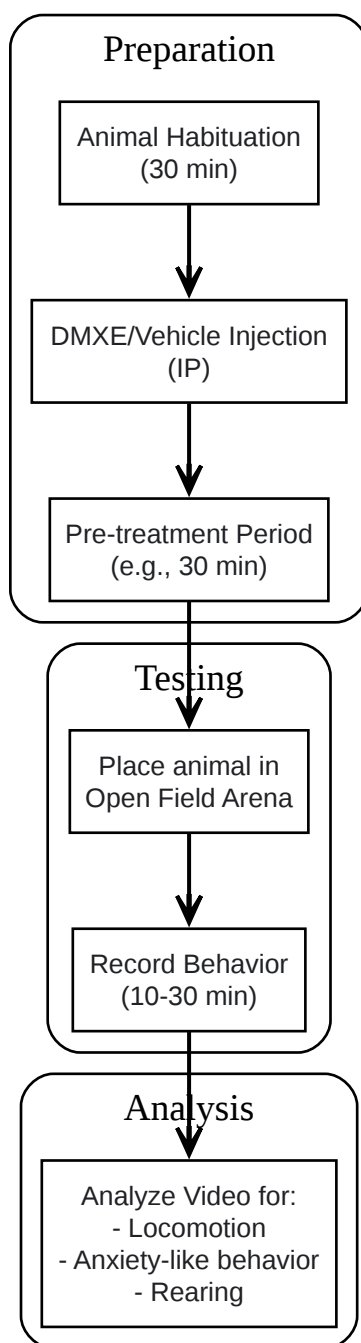 Preparation
Animal Habituation
(30 min)
DMXE/Vehicle Injection
(IP)
Pre-treatment Period
(e.g., 30 min)
Testing
Place animal in
Open Field Arena
Record Behavior
(10-30 min)
Analysis
Analyze Video for:
- Locomotion
- Anxiety-like behavior
- Rearing